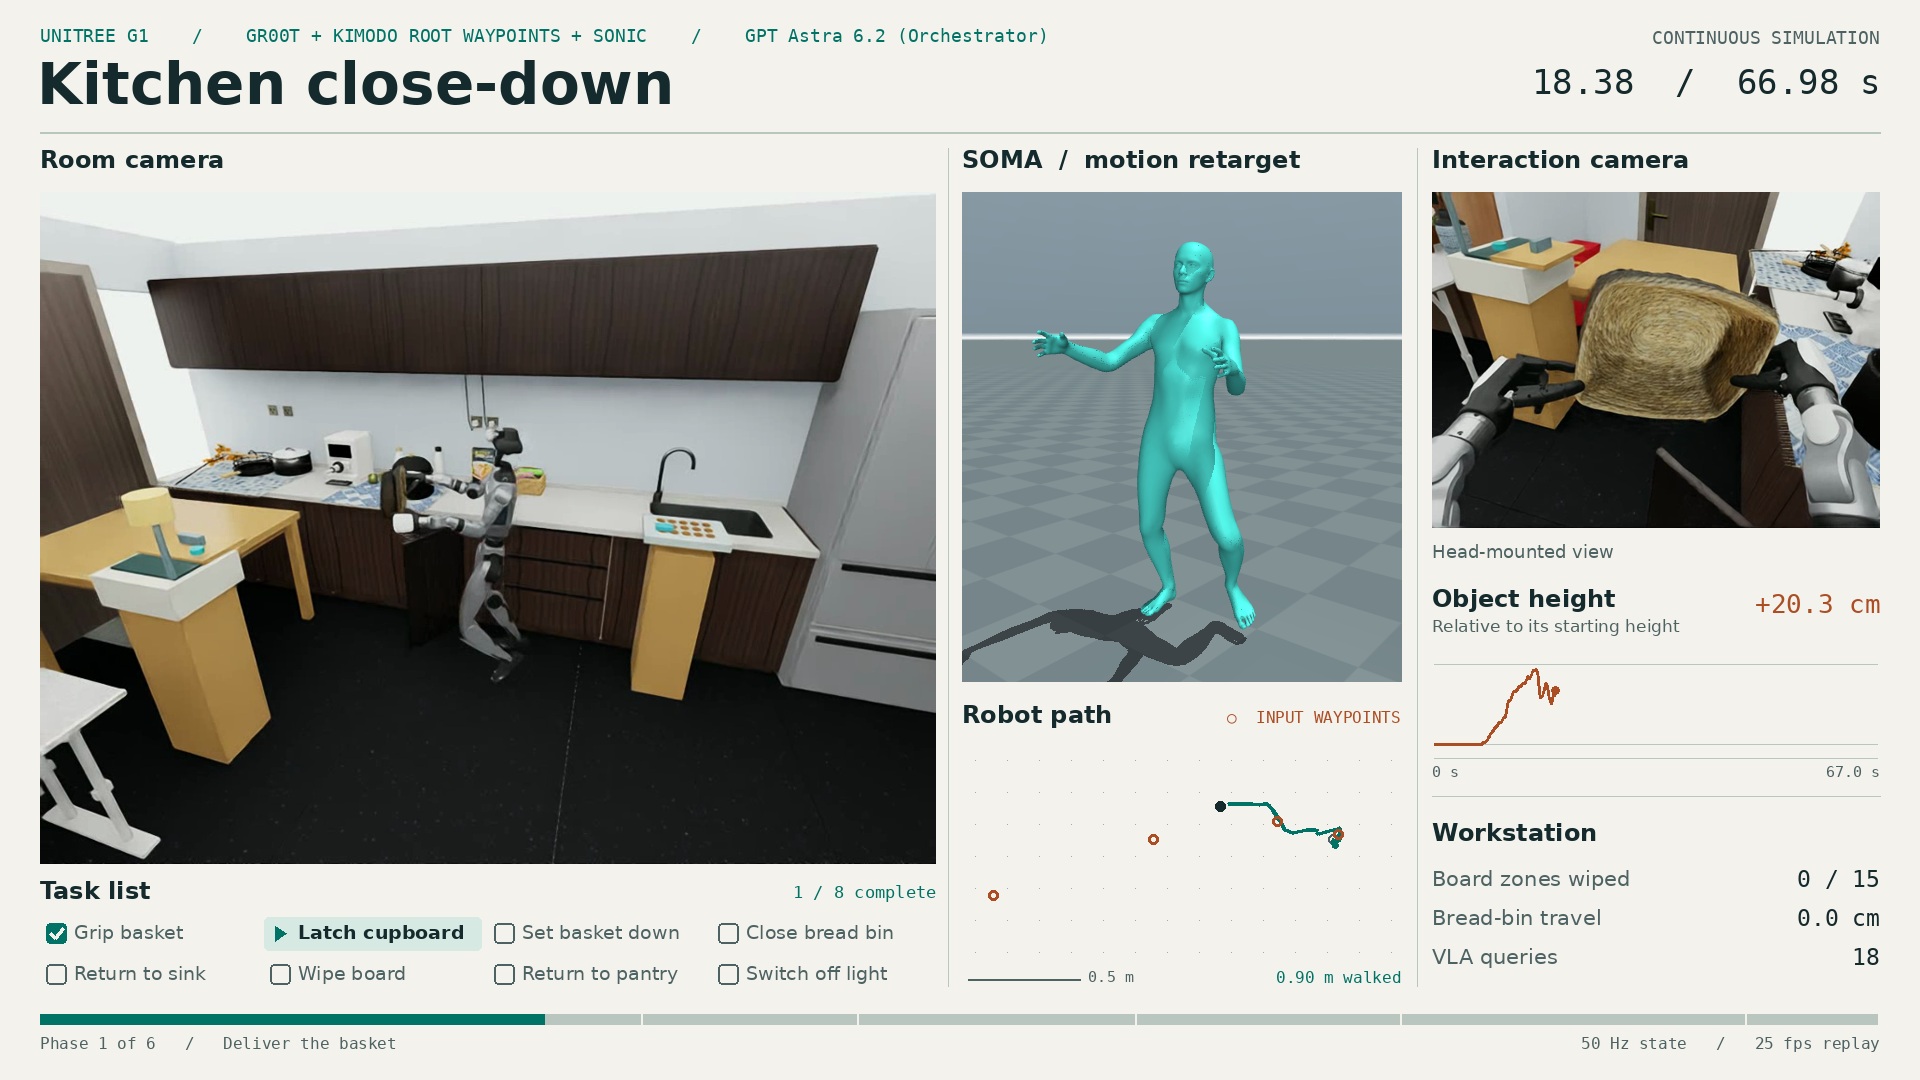 UNITREE G1 / GR00T + KIMODO ROOT WAYPOINTS + SONIC / GPT Astra 6.2 (Orchestrator)
CONTINUOUS SIMULATION
Kitchen close-down
18.38 / 66.98 s
Room camera
SOMA / motion retarget
Interaction camera
Head-mounted view
Object height
+20.3 cm
Relative to its starting height
0 s
67.0 s
Robot path
○ INPUT WAYPOINTS
0.5 m
0.90 m walked
Workstation
Board zones wiped 0 / 15
Bread-bin travel 0.0 cm
VLA queries 18
Task list
1 / 8 complete
Grip basket
Latch cupboard
Set basket down
Close bread bin
Return to sink
Wipe board
Return to pantry
Switch off light
Phase 1 of 6 / Deliver the basket
50 Hz state / 25 fps replay